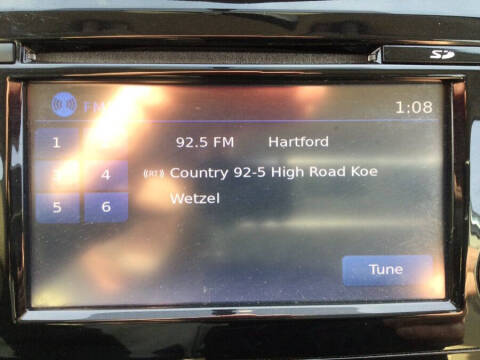 SD
FM
1:08
1
92.5 FM Hartford
4
Country 92-5 High Road Koe
Wetzel
5 6
Tune